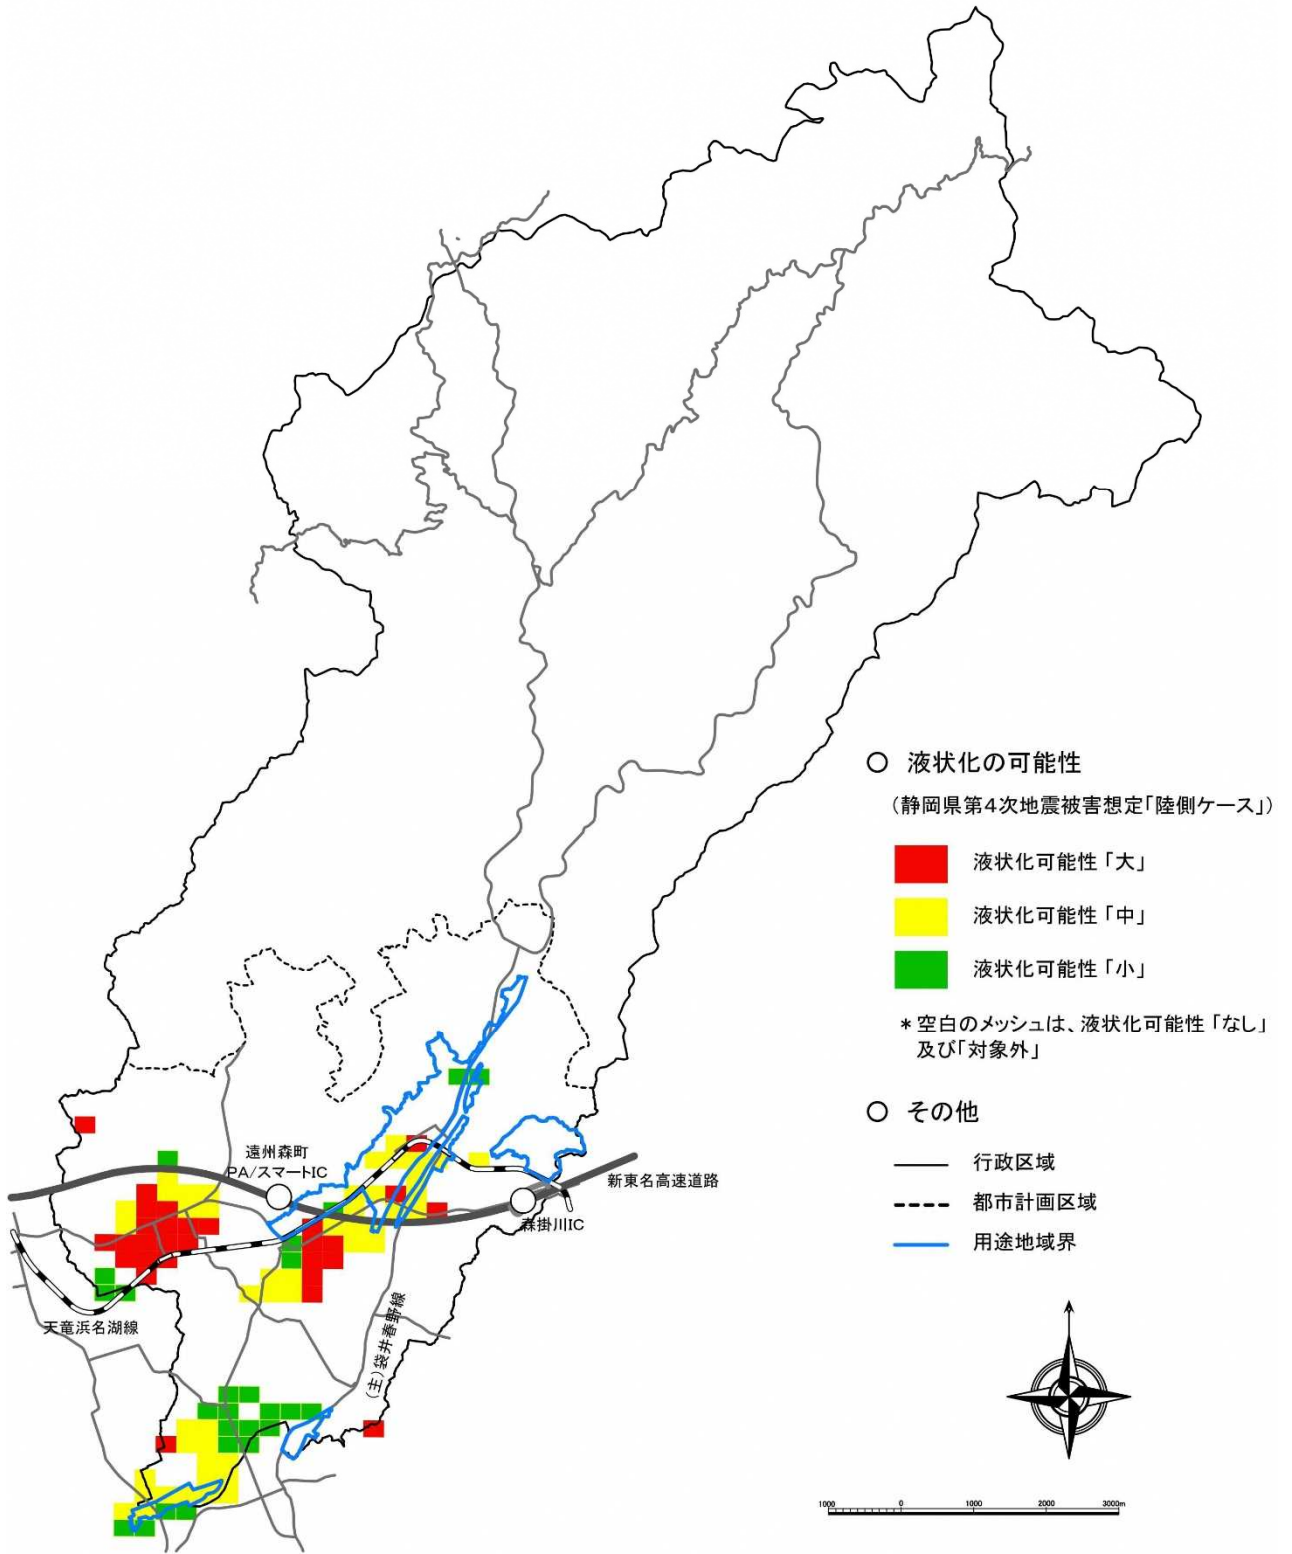 ○ 液状化の可能性
(静岡県第4次地震被害想定「陸側ケース」)
液状化可能性「大」
液状化可能性「中」
液状化可能性「小」
*空白のメッシュは、液状化可能性「なし」
及び「対象外」
○ その他
行政区域
都市計画区域
用途地域界
遠州森町
PA/スマートIC
新東名高速道路
森掛川IC
天竜浜名湖線
(主)袋井春野線
1000 0 1000 2000 3000m